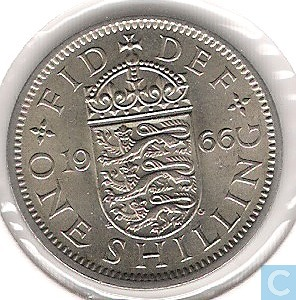 FID DEF
19 66
ONE SHILLING
C